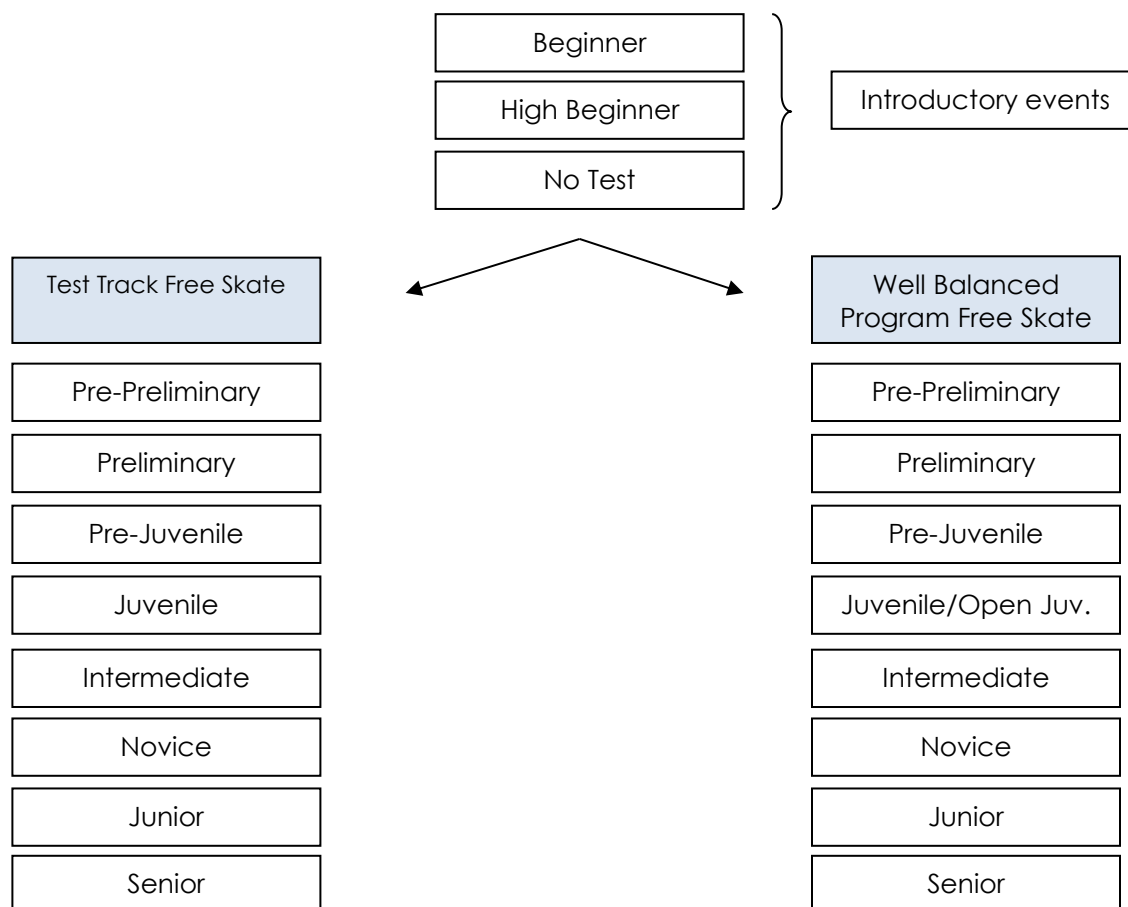 Beginner
High Beginner
No Test
Introductory events
Test Track Free Skate
Pre-Preliminary
Preliminary
Pre-Juvenile
Juvenile
Intermediate
Novice
Junior
Senior
Well Balanced
Program Free Skate
Pre-Preliminary
Preliminary
Pre-Juvenile
Juvenile/Open Juv.
Intermediate
Novice
Junior
Senior